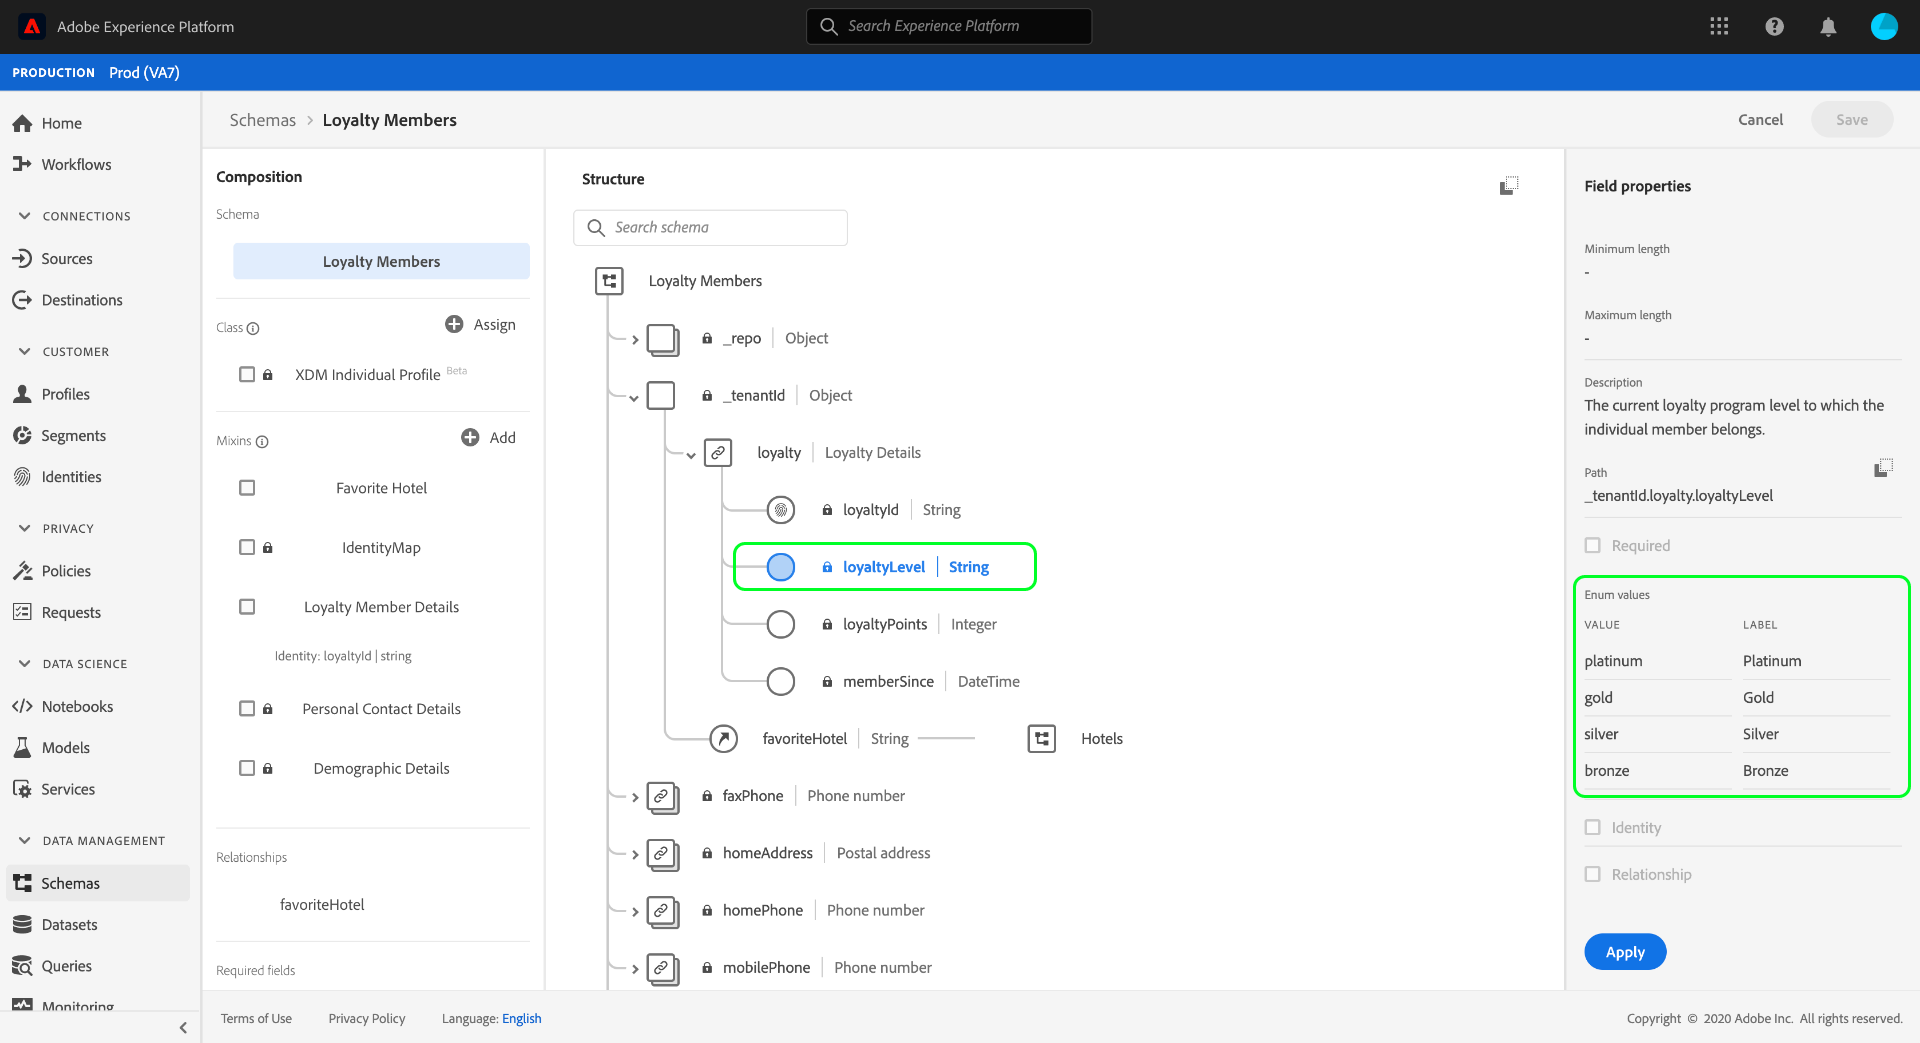 Adobe Experience Platform
Search Experience Platform
PRODUCTION Prod (VA7)
Home
Workflows
CONNECTIONS
Sources
Destinations
CUSTOMER
Profiles
Segments
Identities
PRIVACY
Policies
Requests
DATA SCIENCE
Notebooks
Models
Services
DATA MANAGEMENT
Schemas
Datasets
Queries
Monitoring
Schemas > Loyalty Members
Cancel
Save
Composition
Schema
Loyalty Members
Class
Assign
XDM Individual Profile Beta
Mixins
Add
Favorite Hotel
IdentityMap
Loyalty Member Details
Identity: loyaltyId | string
Personal Contact Details
Demographic Details
Relationships
favoriteHotel
Required fields
Structure
Search schema
Loyalty Members
_repo | Object
_tenantId | Object
loyalty | Loyalty Details
loyaltyId | String
loyaltyLevel | String
loyaltyPoints | Integer
memberSince | DateTime
favoriteHotel | String Hotels
faxPhone | Phone number
homeAddress | Postal address
homePhone | Phone number
mobilePhone | Phone number
Field properties
Minimum length
-
Maximum length
-
Description
The current loyalty program level to which the
individual member belongs.
Path
_tenantId.loyalty.loyaltyLevel
Required
Enum values
VALUE LABEL
platinum Platinum
gold Gold
silver Silver
bronze Bronze
Identity
Relationship
Apply
Terms of Use Privacy Policy Language: English
Copyright © 2020 Adobe Inc. All rights reserved.